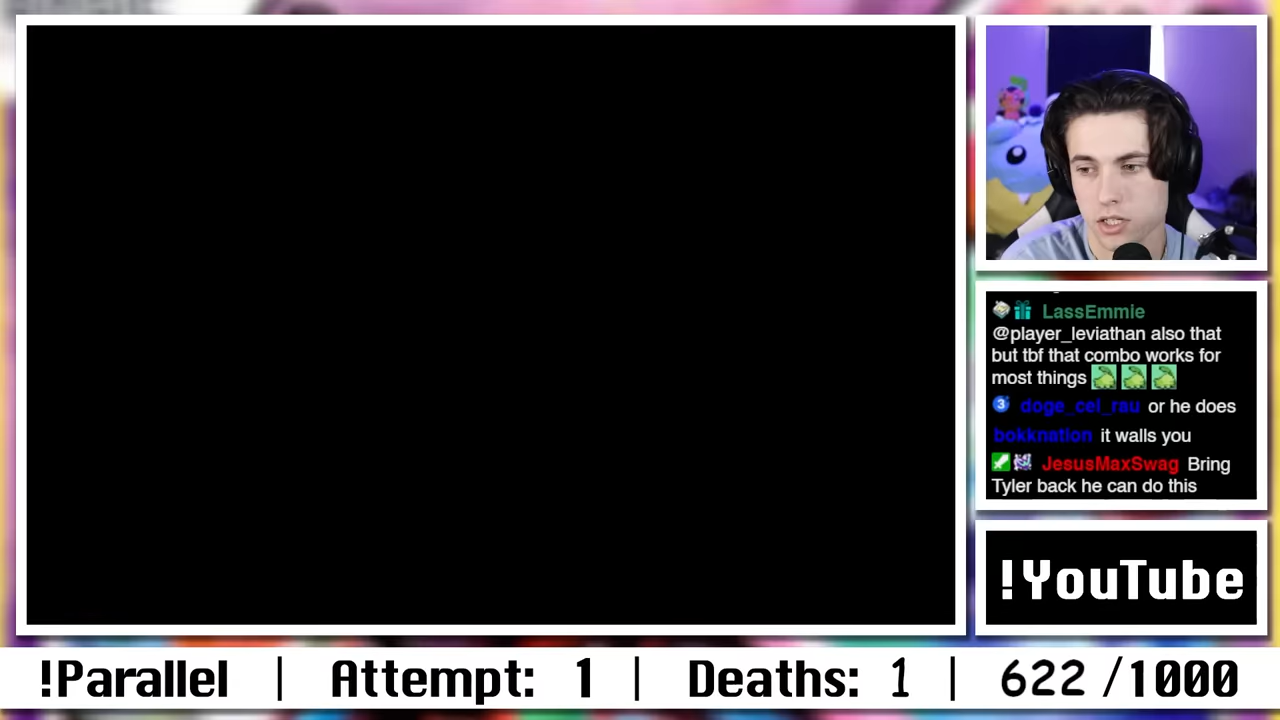 LassEmmie
@player_leviathan also that
but tbf that combo works for
most things
3 doge_cel_rau or he does
bokknation it walls you
JesusMaxSwag Bring
Tyler back he can do this
!YouTube
!Parallel | Attempt: 1 | Deaths: 1 | 622 /1000